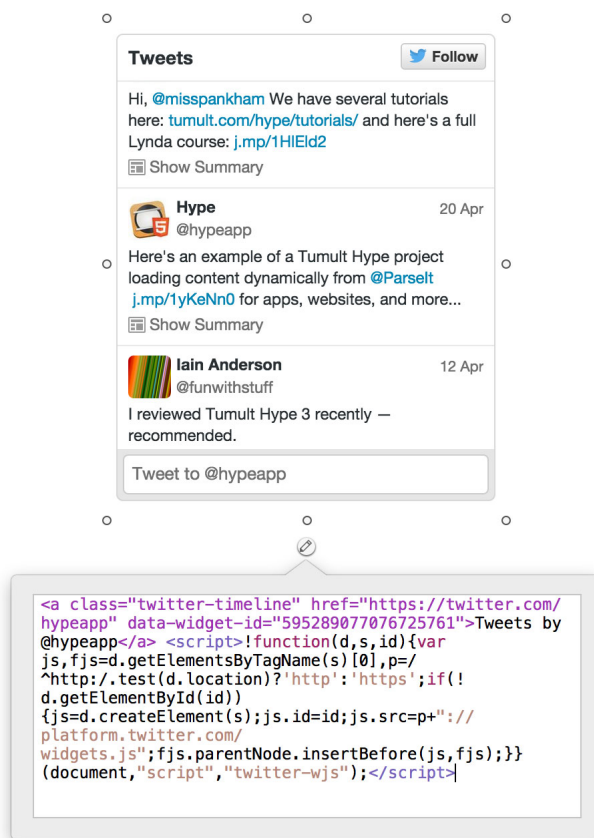 Tweets
Follow
Hi, @misspankham We have several tutorials
here: tumult.com/hype/tutorials/ and here's a full
Lynda course: j.mp/1HlEld2
Show Summary
Hype
20 Apr
5
@hypeapp
Here's an example of a Tumult Hype project
loading content dynamically from @ParseIt
j.mp/1yKeNn0 for apps, websites, and more...
Show Summary
Iain Anderson
12 Apr
@funwithstuff
I reviewed Tumult Hype 3 recently —
recommended.
Tweet to @hypeapp
<a class="twitter-timeline" href="https://twitter.com/
hypeapp" data-widget-id="595289077076725761">Tweets by
@hypeapp</a> <script>!function(d,s,id){var
js,fjs=d.getElementsByTagName(s)[0],p=/
^http:/.test(d.location)?'http':'https';if(!
d.getElementById(id))
{js=d.createElement(s);js.id=id;js.src=p+"://
platform.twitter.com/
widgets.js";fjs.parentNode.insertBefore(js,fjs);}}
(document,"script","twitter-wjs");</script>